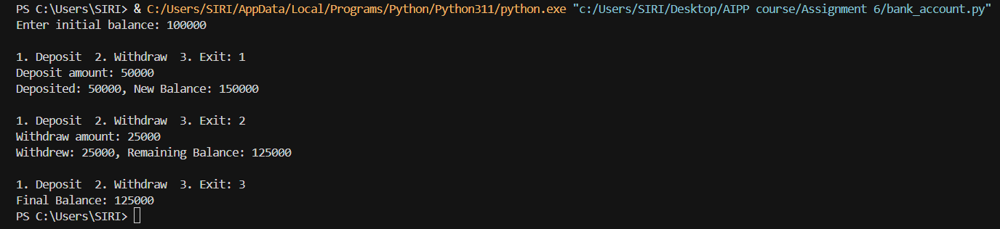 PS C:\Users\SIRI> & C:/Users/SIRI/AppData/Local/Programs/Python/Python311/python.exe "c:/Users/SIRI/Desktop/AIPP course/Assignment 6/bank_account.py"
Enter initial balance: 100000
1. Deposit  2. Withdraw  3. Exit: 1
Deposit amount: 50000
Deposited: 50000, New Balance: 150000
1. Deposit  2. Withdraw  3. Exit: 2
Withdraw amount: 25000
Withdrew: 25000, Remaining Balance: 125000
1. Deposit  2. Withdraw  3. Exit: 3
Final Balance: 125000
PS C:\Users\SIRI>